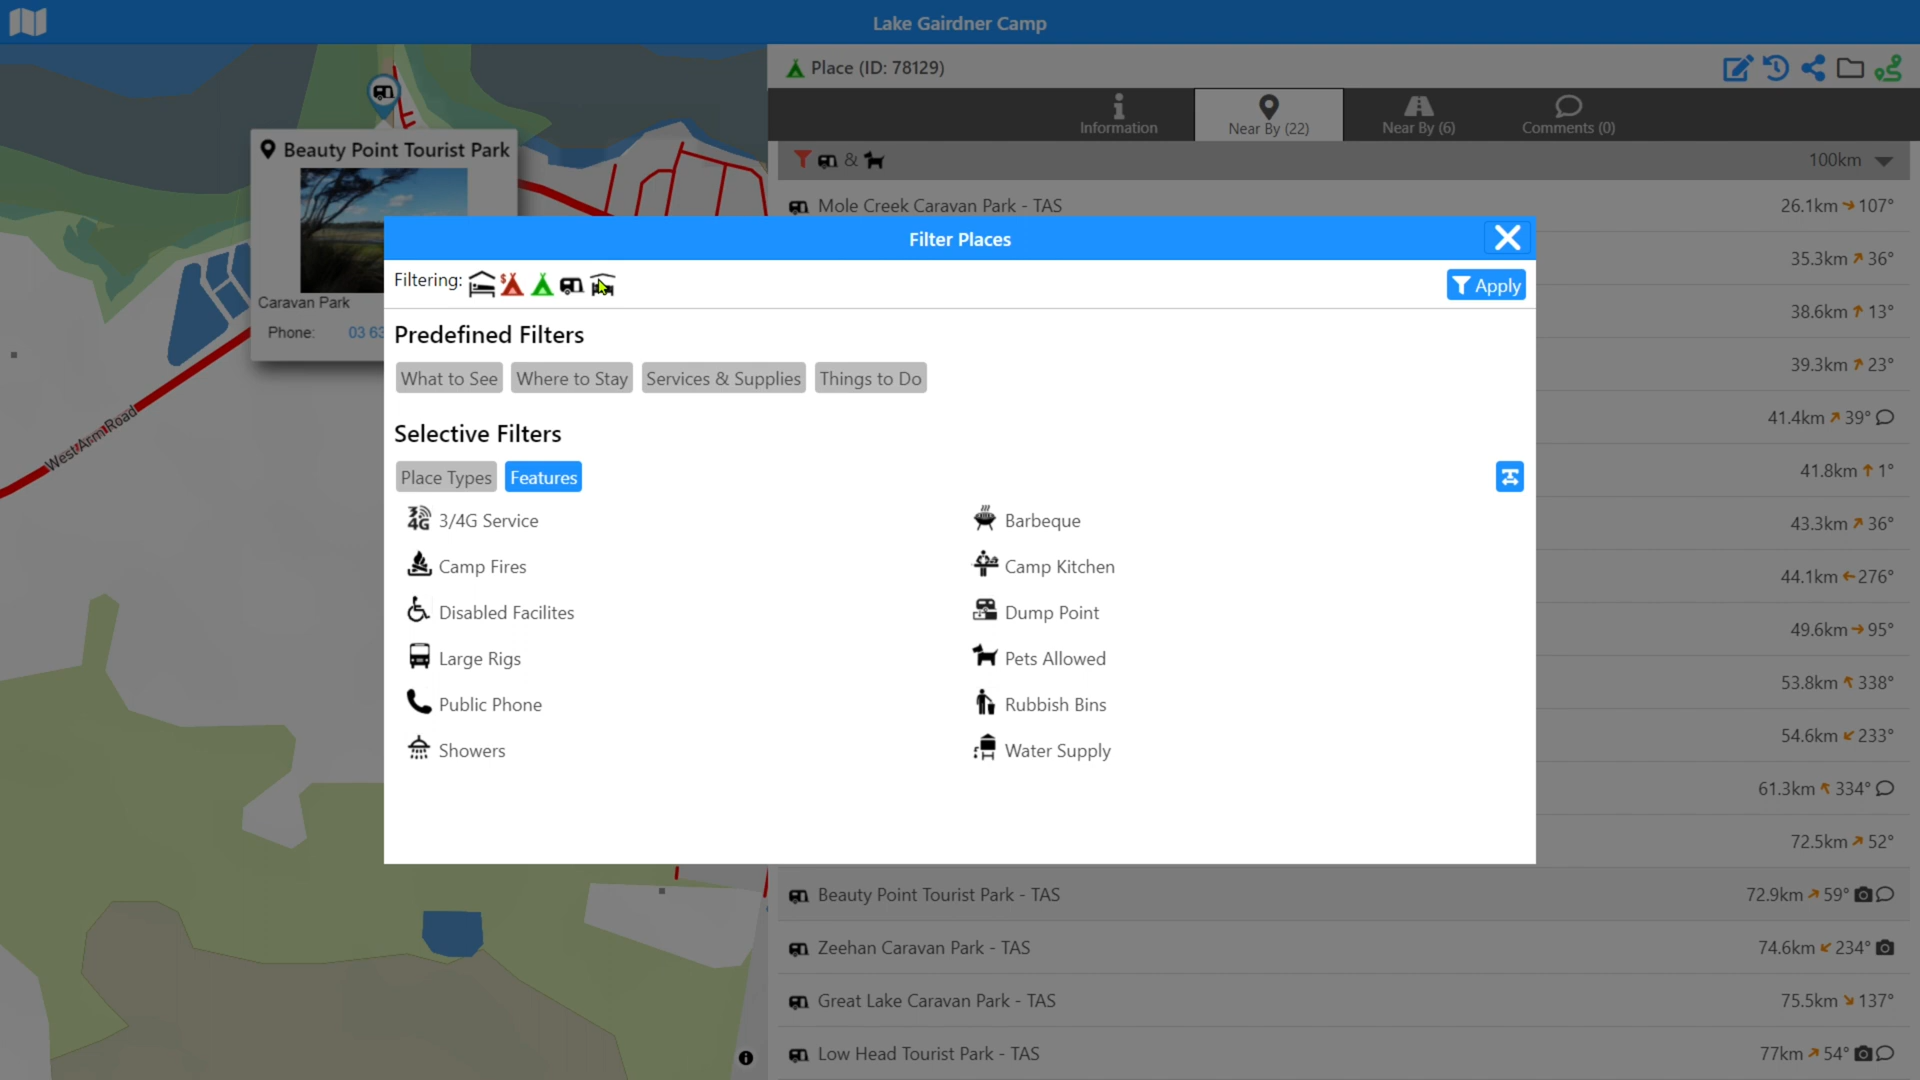 Lake Gairdner Camp
Place (ID: 78129)
Information
Near By (22)
Near By (6)
Comments (0)
& 100km
Mole Creek Caravan Park - TAS 26.1km 107°
35.3km 36°
38.6km 13°
39.3km 23°
41.4km 39°
41.8km 1°
43.3km 36°
44.1km 276°
49.6km 95°
53.8km 338°
54.6km 233°
61.3km 334°
72.5km 52°
Beauty Point Tourist Park - TAS 72.9km 59°
Zeehan Caravan Park - TAS 74.6km 234°
Great Lake Caravan Park - TAS 75.5km 137°
Low Head Tourist Park - TAS 77km 54°
Beauty Point Tourist Park
Caravan Park
Phone: 03 63
West Arm Road
Filter Places
Filtering: $
Apply
Predefined Filters
What to See
Where to Stay
Services & Supplies
Things to Do
Selective Filters
Place Types
Features
3/4G Service
Barbeque
Camp Fires
Camp Kitchen
Disabled Facilites
Dump Point
Large Rigs
Pets Allowed
Public Phone
Rubbish Bins
Showers
Water Supply